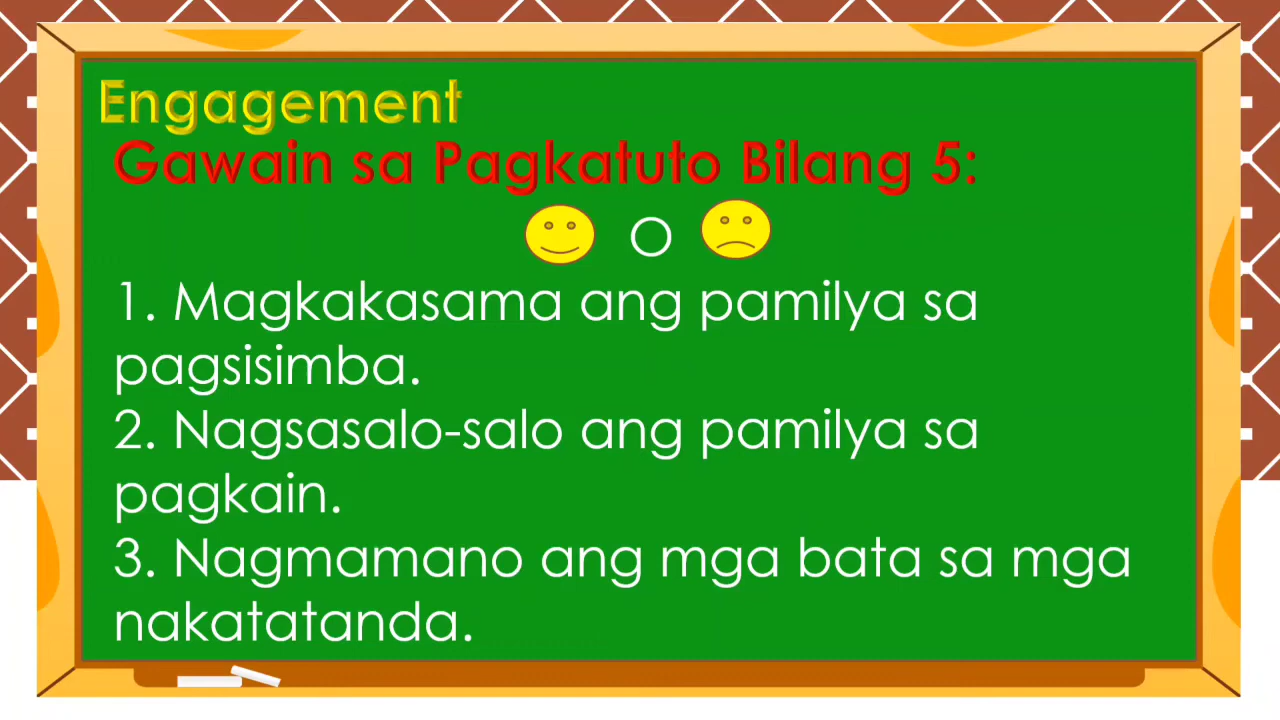 Engagement
Gawain sa Pagkatuto Bilang 5:
O
1. Magkakasama ang pamilya sa
pagsisimba.
2. Nagsasalo-salo ang pamilya sa
pagkain.
3. Nagmamano ang mga bata sa mga
nakatatanda.